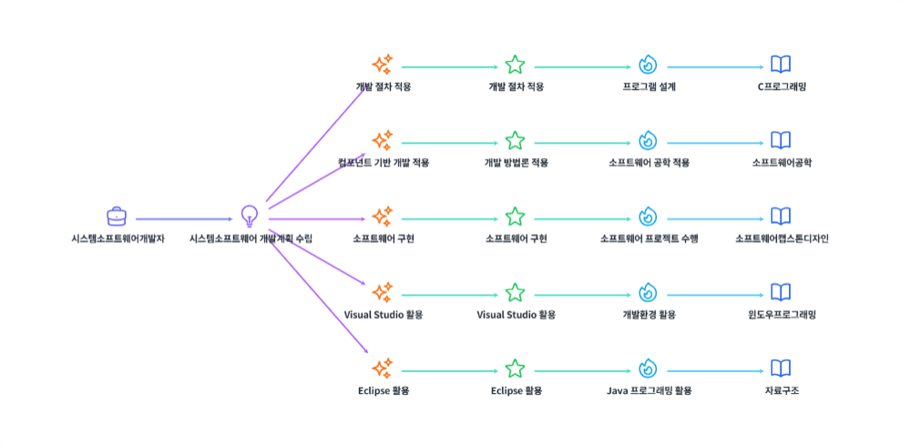 개발 절차 적용
개발 절차 적용
프로그램 설계
C프로그래밍
컴포넌트 기반 개발 적용
개발 방법론 적용
소프트웨어 공학 적용
소프트웨어공학
시스템소프트웨어개발자
시스템소프트웨어 개발계획 수립
소프트웨어 구현
소프트웨어 구현
소프트웨어 프로젝트 수행
소프트웨어캡스톤디자인
Visual Studio 활용
Visual Studio 활용
개발환경 활용
윈도우프로그래밍
Eclipse 활용
Eclipse 활용
Java 프로그래밍 활용
자료구조